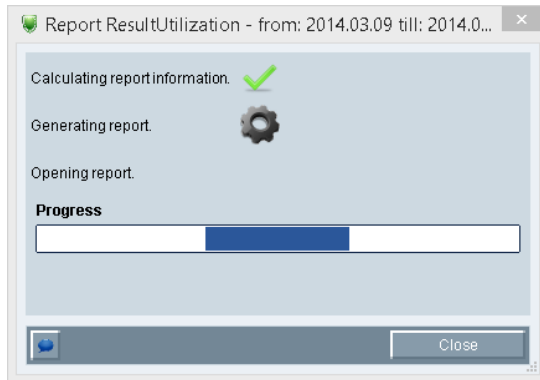 Report ResultUtilization - from: 2014.03.09 till: 2014.0...
Calculating report information.
Generating report.
Opening report.
Progress
Close